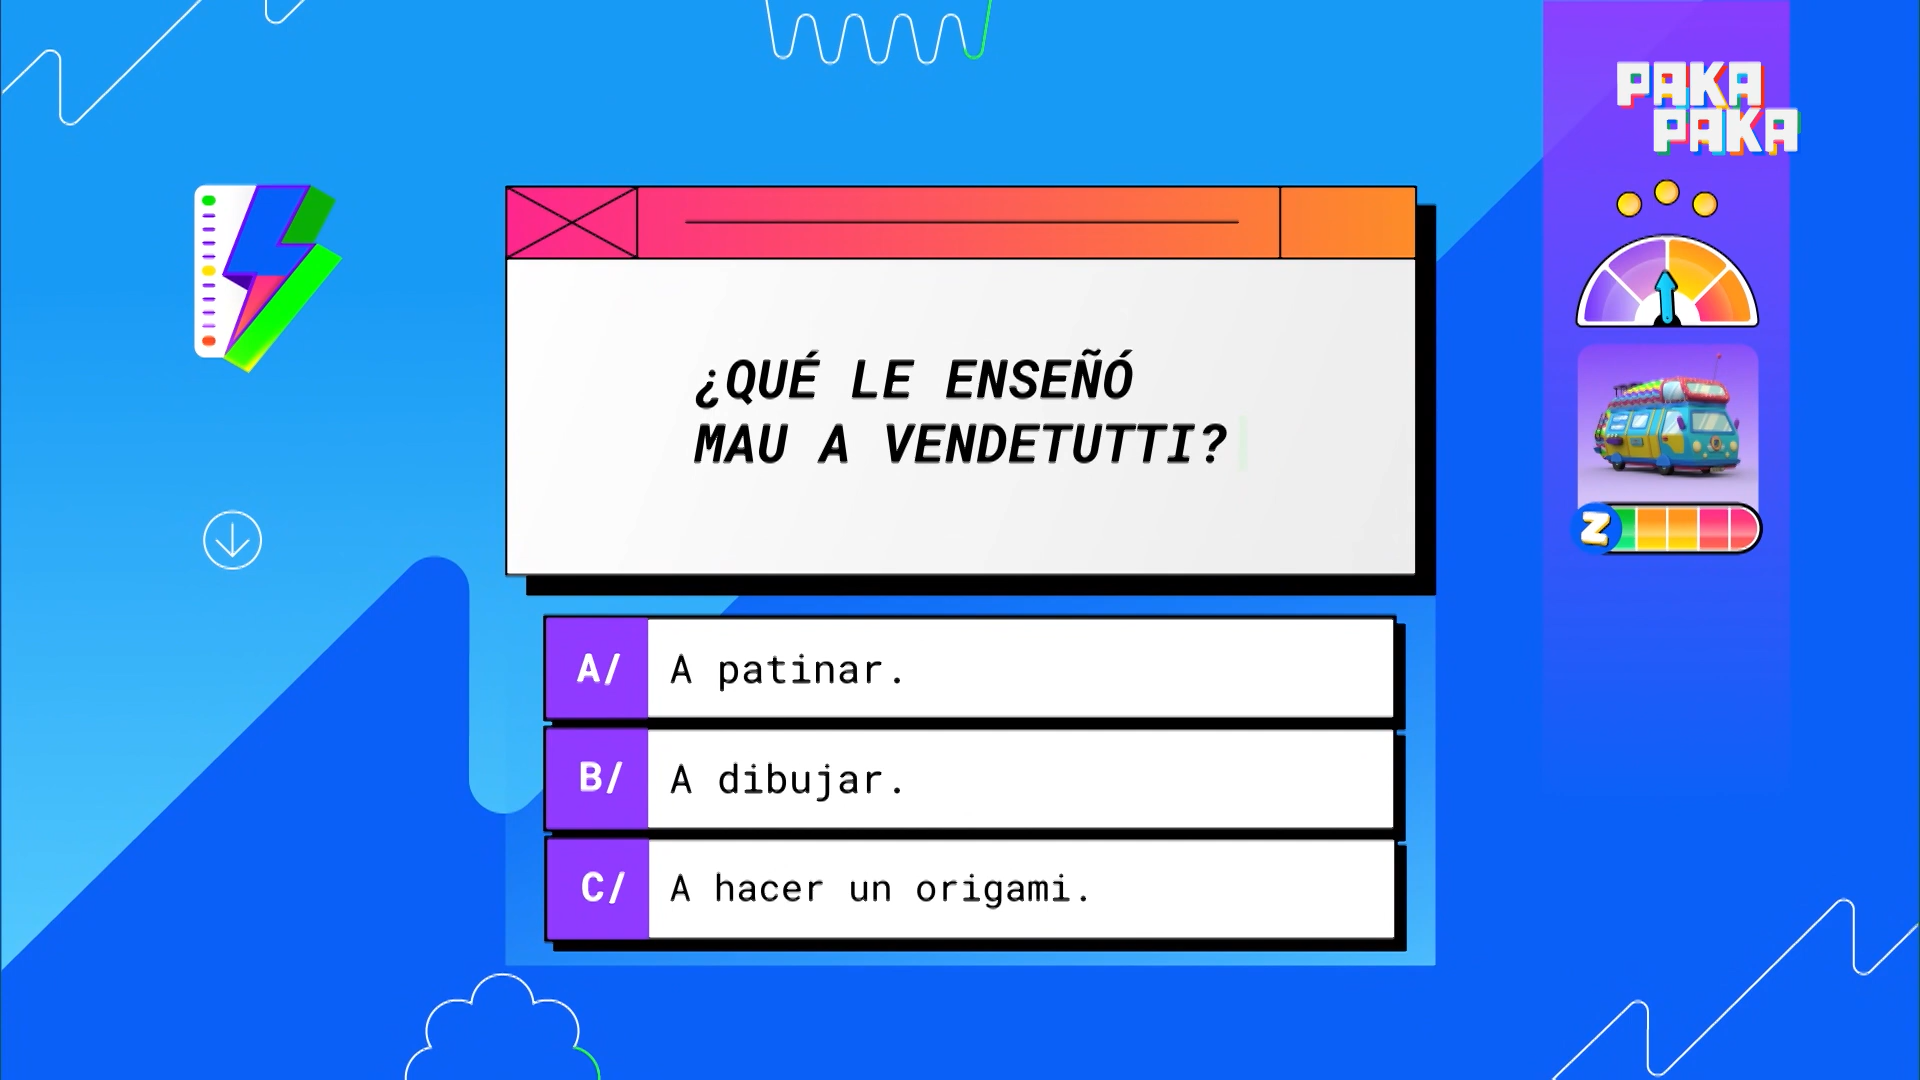 PAKA
PAKA
¿QUÉ LE ENSEÑÓ
MAU A VENDETUTTI?
Z
A/ A patinar.
B/ A dibujar.
C/ A hacer un origami.